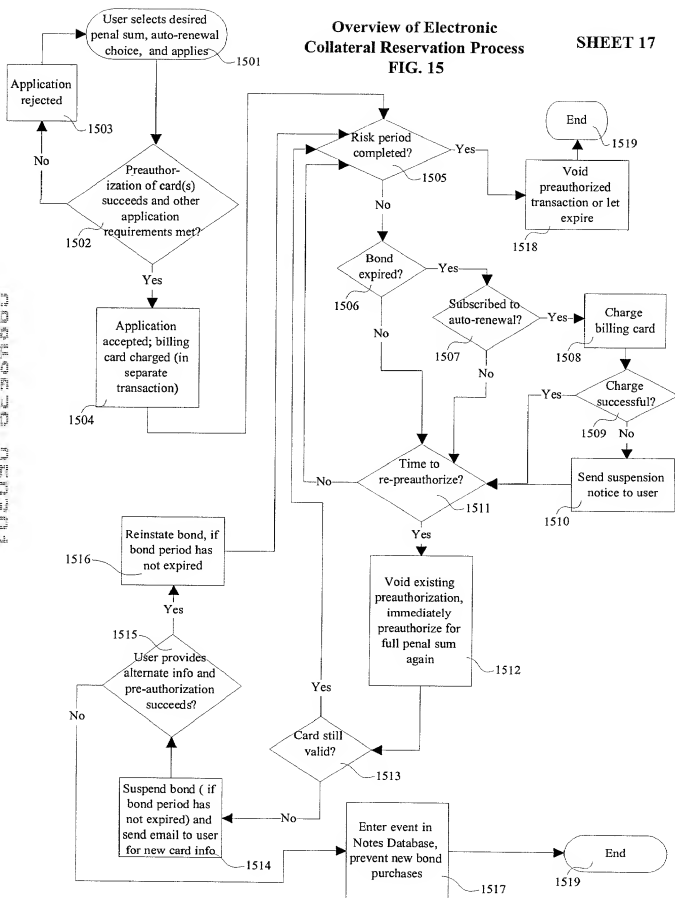 Overview of Electronic
Collateral Reservation Process
FIG. 15
SHEET 17
User selects desired
penal sum, auto-renewal
choice, and applies
1501
Application
rejected
1503
No
Preauthor-
ization of card(s)
succeeds and other
application
requirements met?
1502
Yes
Application
accepted; billing
card charged (in
separate
transaction)
1504
Risk period
completed?
1505
Yes
End
1519
Void
preauthorized
transaction or let
expire
1518
No
Bond
expired?
1506
Yes
Subscribed to
auto-renewal?
1507
Yes
Charge
billing card
1508
No
No
Charge
successful?
1509
Yes
No
Send suspension
notice to user
1510
Time to
re-preauthorize?
1511
No
Yes
Void existing
preauthorization,
immediately
preauthorize for
full penal sum
again
1512
Reinstate bond, if
bond period has
not expired
1516
Yes
1515
User provides
alternate info and
pre-authorization
succeeds?
No
Yes
Card still
valid?
1513
No
Suspend bond ( if
bond period has
not expired) and
send email to user
for new card info.
1514
Enter event in
Notes Database,
prevent new bond
purchases
1517
End
1519